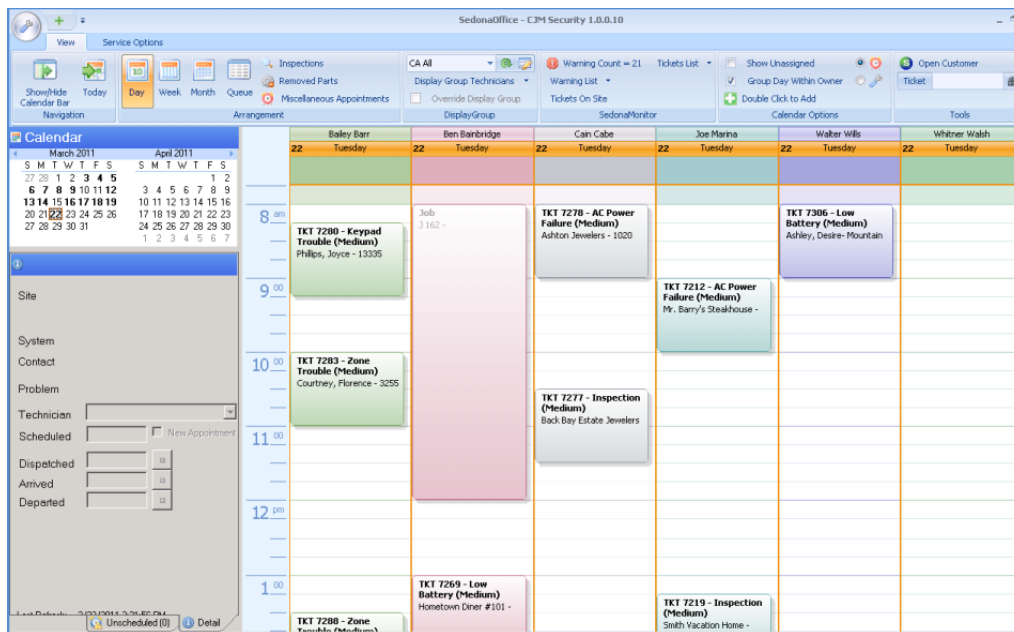 SedonaOffice - CJM Security 1.0.0.10
View Service Options
Show/Hide Calendar Bar
Today
Navigation
Day
Week
Month
Queue
Inspections
Removed Parts
Miscellaneous Appointments
Arrangement
CA All
Display Group Technicians
Override Display Group
DisplayGroup
Warning Count = 21
Tickets List
Warning List
Tickets On Site
SedonaMonitor
Show Unassigned
Group Day Within Owner
Double Click to Add
Calendar Options
Open Customer
Ticket
Tools
Calendar
March 2011
S M T W T F S
27 28 1 2 3 4 5
6 7 8 9 10 11 12
13 14 15 16 17 18 19
20 21 22 23 24 25 26
27 28 29 30 31
April 2011
S M T W T F S
1 2
3 4 5 6 7 8 9
10 11 12 13 14 15 16
17 18 19 20 21 22 23
24 25 26 27 28 29 30
1 2 3 4 5 6 7
Site
System
Contact
Problem
Technician
Scheduled
New Appointment
Dispatched
Arrived
Departed
Unscheduled (0)
Detail
Bailey Barr
Ben Bainbridge
Cain Cabe
Joe Marina
Walter Wills
Whitner Walsh
22 Tuesday
22 Tuesday
22 Tuesday
22 Tuesday
22 Tuesday
22 Tuesday
8 am
9 00
10 00
11 00
12 pm
1 00
TKT 7280 - Keypad
Trouble (Medium)
Phillips, Joyce - 13335
TKT 7283 - Zone
Trouble (Medium)
Courtney, Florence - 3255
TKT 7288 - Zone
Trouble (Medium)
Job
J 162 -
TKT 7269 - Low
Battery (Medium)
Hometown Diner #101 -
TKT 7278 - AC Power
Failure (Medium)
Ashton Jewelers - 1020
TKT 7277 - Inspection
(Medium)
Back Bay Estate Jewelers
TKT 7212 - AC Power
Failure (Medium)
Mr. Barry's Steakhouse -
TKT 7219 - Inspection
(Medium)
Smith Vacation Home -
TKT 7306 - Low
Battery (Medium)
Ashley, Desire- Mountain